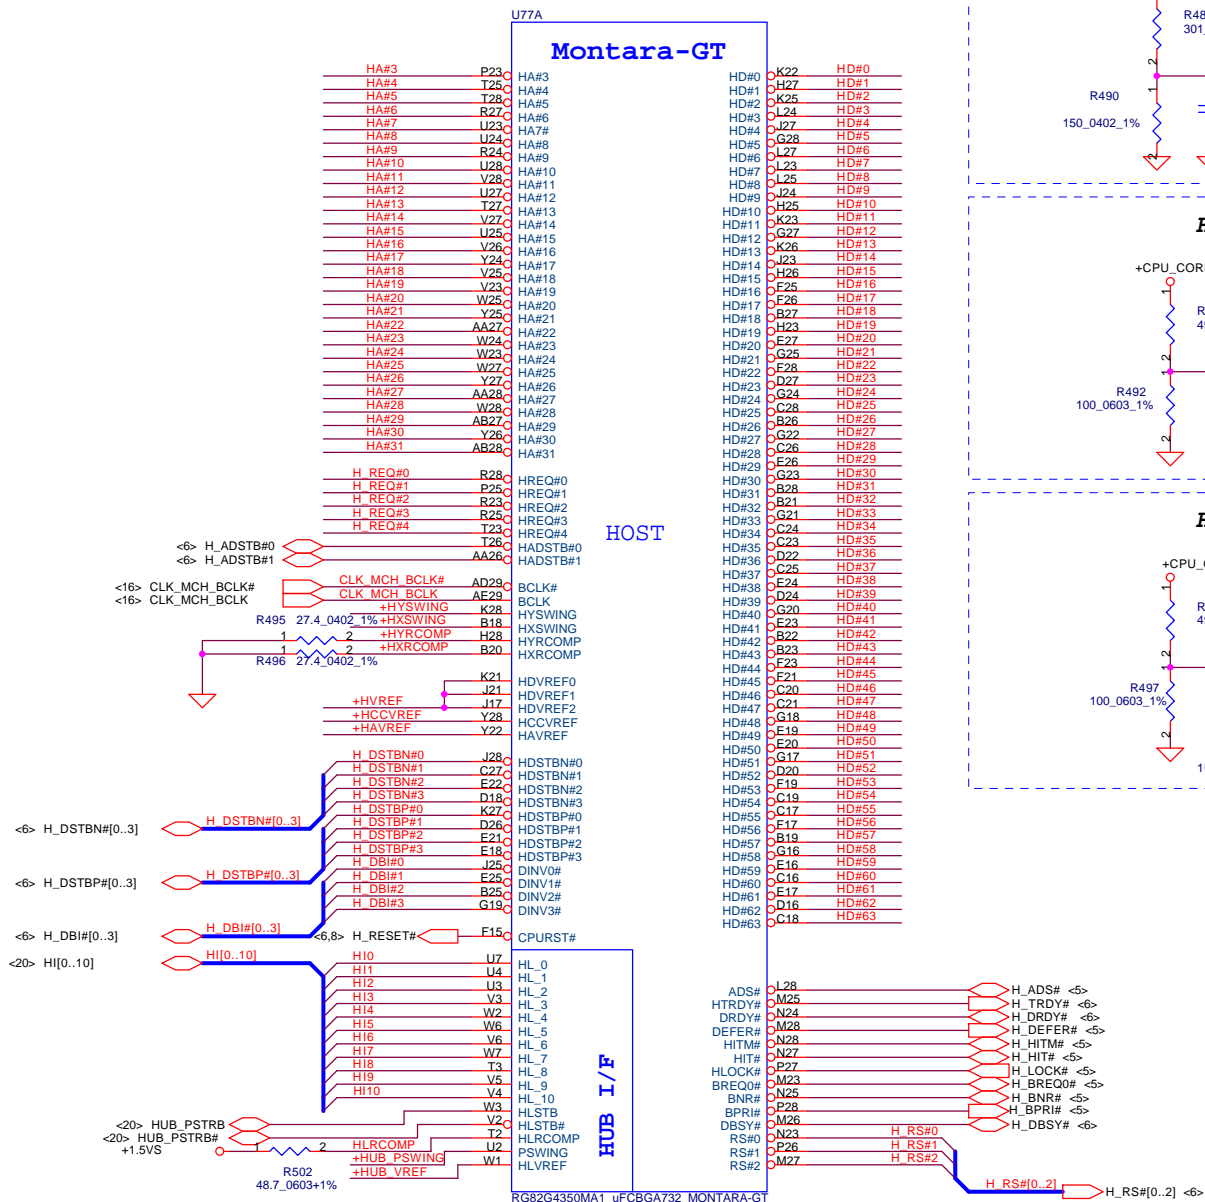 U77A
Montara-GT
HOST
HA#3 P23 HA#3
HA#4 T25 HA#4
HA#5 T28 HA#5
HA#6 R27 HA#6
HA#7 U23 HA7#
HA#8 U24 HA#8
HA#9 R24 HA#9
HA#10 U28 HA#10
HA#11 V28 HA#11
HA#12 U27 HA#12
HA#13 T27 HA#13
HA#14 V27 HA#14
HA#15 U25 HA#15
HA#16 V26 HA#16
HA#17 Y24 HA#17
HA#18 V25 HA#18
HA#19 V23 HA#19
HA#20 W25 HA#20
HA#21 Y25 HA#21
HA#22 AA27 HA#22
HA#23 W24 HA#23
HA#24 W23 HA#24
HA#25 W27 HA#25
HA#26 Y27 HA#26
HA#27 AA28 HA#27
HA#28 W28 HA#28
HA#29 AB27 HA#29
HA#30 Y26 HA#30
HA#31 AB28 HA#31
H_REQ#0 R28 HREQ#0
H_REQ#1 P25 HREQ#1
H_REQ#2 R23 HREQ#2
H_REQ#3 R25 HREQ#3
H_REQ#4 T23 HREQ#4
<6> H_ADSTB#0 T26 HADSTB#0
<6> H_ADSTB#1 AA26 HADSTB#1
<16> CLK_MCH_BCLK# CLK_MCH_BCLK# AD29 BCLK#
<16> CLK_MCH_BCLK CLK_MCH_BCLK AE29 BCLK
+HYSWING K28 HYSWING
R495 27.4_0402_1% +HXSWING B18 HXSWING
1 2 +HYRCOMP H28 HYRCOMP
1 2 +HXRCOMP B20 HXRCOMP
R496 27.4_0402_1%
K21 HDVREF0
J21 HDVREF1
+HVREF J17 HDVREF2
+HCCVREF Y28 HCCVREF
+HAVREF Y22 HAVREF
H_DSTBN#0 J28 HDSTBN#0
H_DSTBN#1 C27 HDSTBN#1
H_DSTBN#2 E22 HDSTBN#2
H_DSTBN#3 D18 HDSTBN#3
H_DSTBP#0 K27 HDSTBP#0
H_DSTBP#1 D26 HDSTBP#1
H_DSTBP#2 E21 HDSTBP#2
H_DSTBP#3 E18 HDSTBP#3
H_DBI#0 J25 DINV0#
H_DBI#1 E25 DINV1#
H_DBI#2 B25 DINV2#
H_DBI#3 G19 DINV3#
<6> H_DSTBN#[0..3] H_DSTBN#[0..3]
<6> H_DSTBP#[0..3] H_DSTBP#[0..3]
<6> H_DBI#[0..3] H_DBI#[0..3]
<6,8> H_RESET# F15 CPURST#
<20> HI[0..10] HI[0..10]
HI0 U7 HL_0
HI1 U4 HL_1
HI2 U3 HL_2
HI3 V3 HL_3
HI4 W2 HL_4
HI5 W6 HL_5
HI6 V6 HL_6
HI7 W7 HL_7
HI8 T3 HL_8
HI9 V5 HL_9
HI10 V4 HL_10
<20> HUB_PSTRB W3 HLSTB
<20> HUB_PSTRB# V2 HLSTB#
+1.5VS 1 2 HLRCOMP T2 HLRCOMP
R502 +HUB_PSWING U2 PSWING
48.7_0603+1% +HUB_VREF W1 HLVREF
HUB I/F
HD#0 K22 HD#0
HD#1 H27 HD#1
HD#2 K25 HD#2
HD#3 L24 HD#3
HD#4 J27 HD#4
HD#5 G28 HD#5
HD#6 L27 HD#6
HD#7 L23 HD#7
HD#8 L25 HD#8
HD#9 J24 HD#9
HD#10 H25 HD#10
HD#11 K23 HD#11
HD#12 G27 HD#12
HD#13 K26 HD#13
HD#14 J23 HD#14
HD#15 H26 HD#15
HD#16 F25 HD#16
HD#17 F26 HD#17
HD#18 B27 HD#18
HD#19 H23 HD#19
HD#20 E27 HD#20
HD#21 G25 HD#21
HD#22 F28 HD#22
HD#23 D27 HD#23
HD#24 G24 HD#24
HD#25 C28 HD#25
HD#26 B26 HD#26
HD#27 G22 HD#27
HD#28 C26 HD#28
HD#29 E26 HD#29
HD#30 G23 HD#30
HD#31 B28 HD#31
HD#32 B21 HD#32
HD#33 G21 HD#33
HD#34 C24 HD#34
HD#35 C23 HD#35
HD#36 D22 HD#36
HD#37 C25 HD#37
HD#38 E24 HD#38
HD#39 D24 HD#39
HD#40 G20 HD#40
HD#41 E23 HD#41
HD#42 B22 HD#42
HD#43 B23 HD#43
HD#44 F23 HD#44
HD#45 F21 HD#45
HD#46 C20 HD#46
HD#47 C21 HD#47
HD#48 G18 HD#48
HD#49 E19 HD#49
HD#50 E20 HD#50
HD#51 G17 HD#51
HD#52 D20 HD#52
HD#53 F19 HD#53
HD#54 C19 HD#54
HD#55 C17 HD#55
HD#56 F17 HD#56
HD#57 B19 HD#57
HD#58 G16 HD#58
HD#59 E16 HD#59
HD#60 C16 HD#60
HD#61 E17 HD#61
HD#62 D16 HD#62
HD#63 C18 HD#63
ADS# L28 H_ADS# <5>
HTRDY# M25 H_TRDY# <6>
DRDY# N24 H_DRDY# <6>
DEFER# M28 H_DEFER# <5>
HITM# N28 H_HITM# <5>
HIT# N27 H_HIT# <5>
HLOCK# P27 H_LOCK# <5>
BREQ0# M23 H_BREQ0# <5>
BNR# N25 H_BNR# <5>
BPRI# P28 H_BPRI# <5>
DBSY# M26 H_DBSY# <6>
RS#0 N23 H_RS#0
RS#1 P26 H_RS#1
RS#2 M27 H_RS#2
H_RS#[0..2] H_RS#[0..2] <6>
RG82G4350MA1_uFCBGA732_MONTARA-GT
R48
301
2
1
R490
150_0402_1%
2
H
+CPU_COR
1
R
49
2
1
R492
100_0603_1%
2
H
+CPU_
1
R
49
2
1
R497
100_0603_1%
2
1U